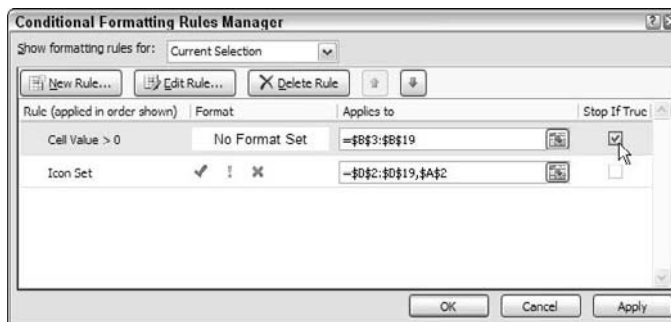 Conditional Formatting Rules Manager
Show formatting rules for: Current Selection
New Rule... Edit Rule... Delete Rule
Rule (applied in order shown) Format Applies to Stop If True
Cell Value > 0 No Format Set =$B$3:$B$19
Icon Set =$D$2:$D$19,$A$2
OK Cancel Apply